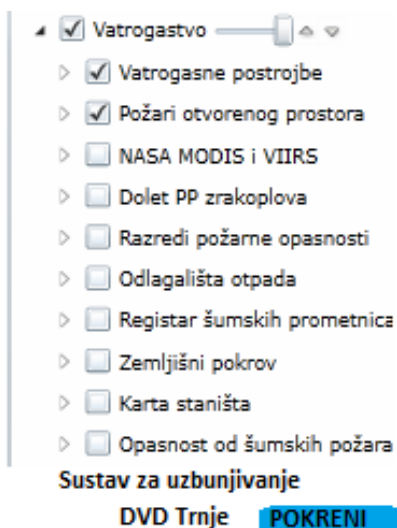 Vatrogastvo
Vatrogasne postrojbe
Požari otvorenog prostora
NASA MODIS i VIIRS
Dolet PP zrakoplova
Razredi požarne opasnosti
Odlagališta otpada
Registar šumskih prometnica
Zemljišni pokrov
Karta staništa
Opasnost od šumskih požara
Sustav za uzbunjivanje
DVD Trnje POKRENI